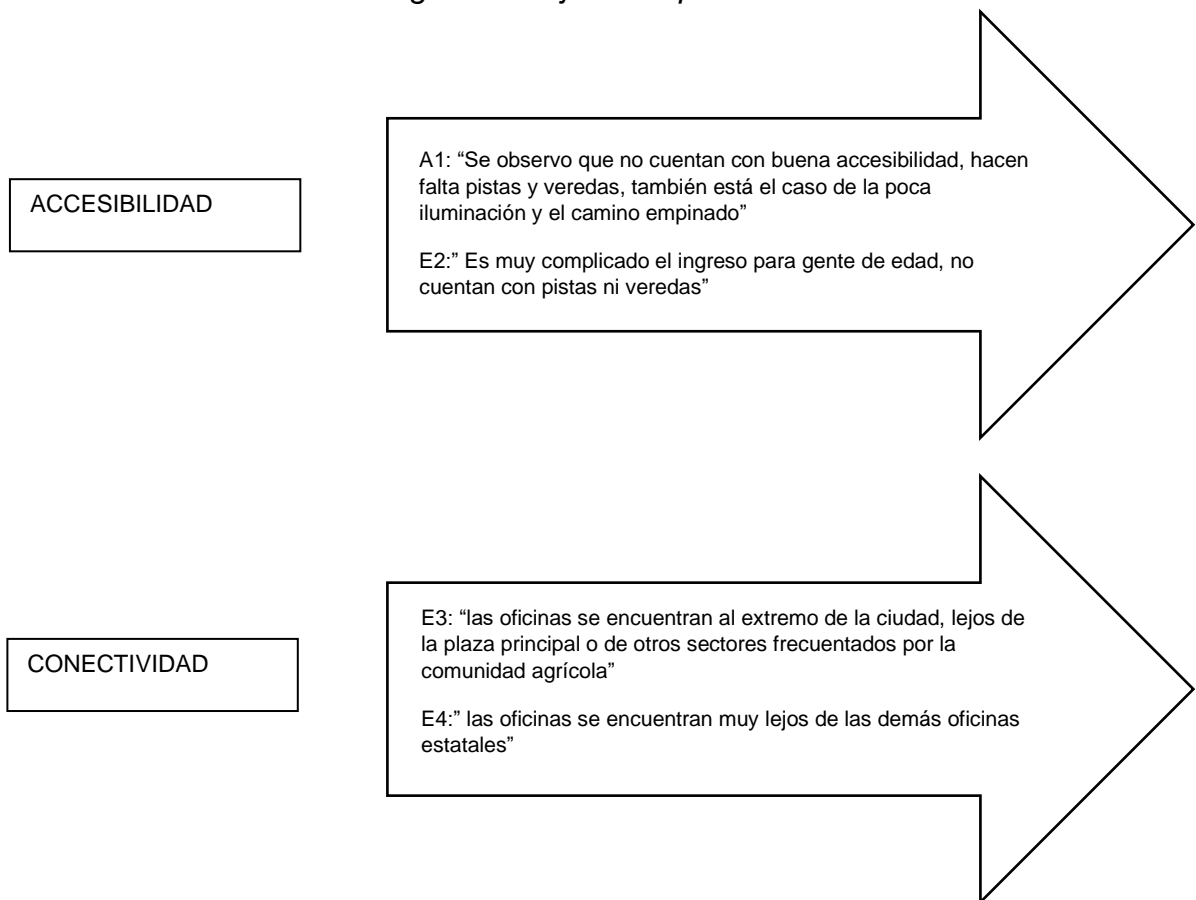 ACCESIBILIDAD
A1: “Se observo que no cuentan con buena accesibilidad, hacen
falta pistas y veredas, también está el caso de la poca
iluminación y el camino empinado”
E2:” Es muy complicado el ingreso para gente de edad, no
cuentan con pistas ni veredas”
CONECTIVIDAD
E3: “las oficinas se encuentran al extremo de la ciudad, lejos de
la plaza principal o de otros sectores frecuentados por la
comunidad agrícola”
E4:” las oficinas se encuentran muy lejos de las demás oficinas
estatales”